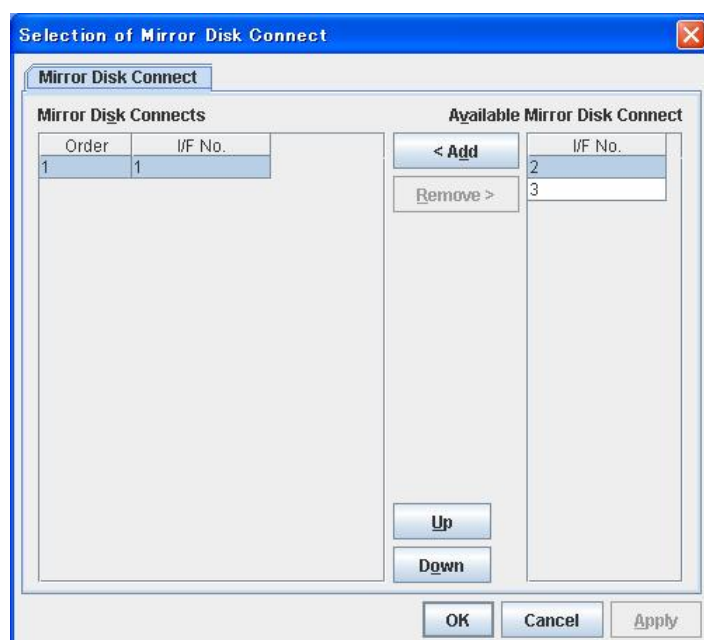 Selection of Mirror Disk Connect
Mirror Disk Connect
Mirror Disk Connects
Available Mirror Disk Connect
Order I/F No.
1 1
< Add
Remove >
I/F No.
2
3
Up
Down
OK Cancel Apply